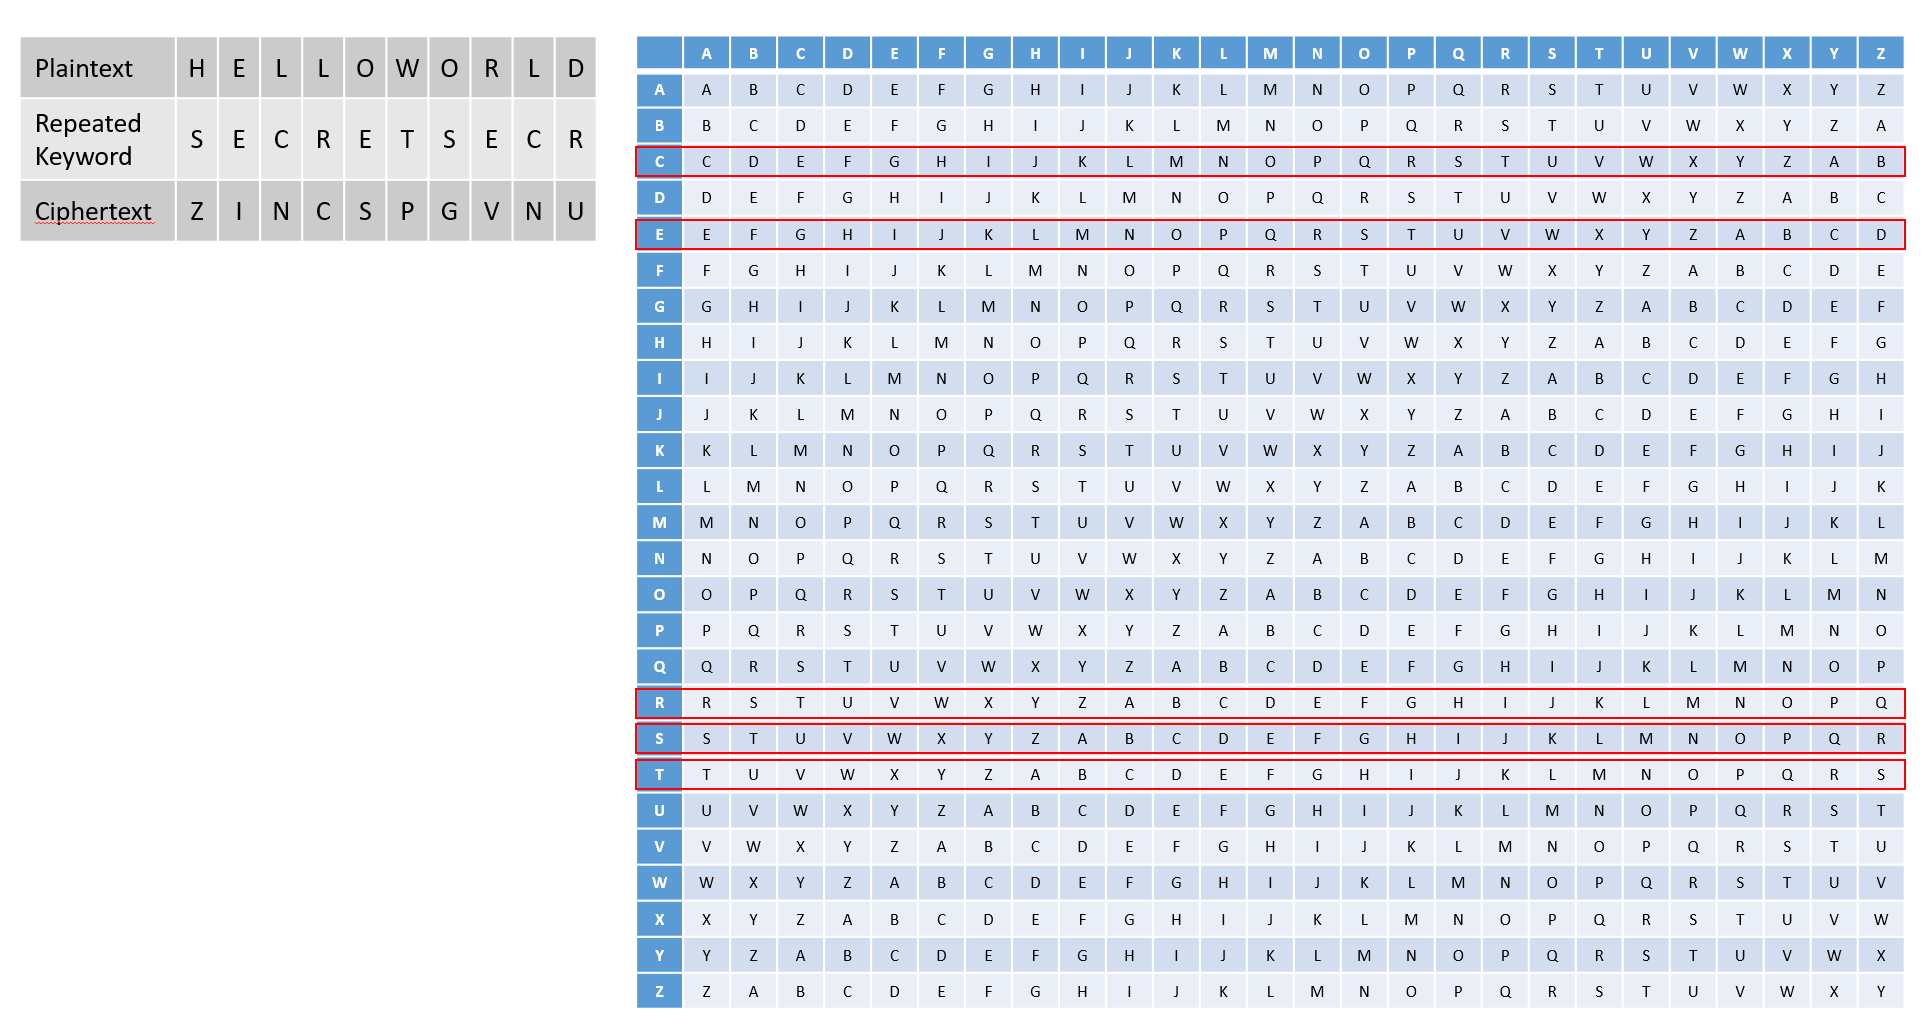 Plaintext H E L L O W O R L D
Repeated
Keyword S E C R E T S E C R
Ciphertext Z I N C S P G V N U
A B C D E F G H I J K L M N O P Q R S T U V W X Y Z
A A B C D E F G H I J K L M N O P Q R S T U V W X Y Z
B B C D E F G H I J K L M N O P Q R S T U V W X Y Z A
C C D E F G H I J K L M N O P Q R S T U V W X Y Z A B
D D E F G H I J K L M N O P Q R S T U V W X Y Z A B C
E E F G H I J K L M N O P Q R S T U V W X Y Z A B C D
F F G H I J K L M N O P Q R S T U V W X Y Z A B C D E
G G H I J K L M N O P Q R S T U V W X Y Z A B C D E F
H H I J K L M N O P Q R S T U V W X Y Z A B C D E F G
I I J K L M N O P Q R S T U V W X Y Z A B C D E F G H
J J K L M N O P Q R S T U V W X Y Z A B C D E F G H I
K K L M N O P Q R S T U V W X Y Z A B C D E F G H I J
L L M N O P Q R S T U V W X Y Z A B C D E F G H I J K
M M N O P Q R S T U V W X Y Z A B C D E F G H I J K L
N N O P Q R S T U V W X Y Z A B C D E F G H I J K L M
O O P Q R S T U V W X Y Z A B C D E F G H I J K L M N
P P Q R S T U V W X Y Z A B C D E F G H I J K L M N O
Q Q R S T U V W X Y Z A B C D E F G H I J K L M N O P
R R S T U V W X Y Z A B C D E F G H I J K L M N O P Q
S S T U V W X Y Z A B C D E F G H I J K L M N O P Q R
T T U V W X Y Z A B C D E F G H I J K L M N O P Q R S
U U V W X Y Z A B C D E F G H I J K L M N O P Q R S T
V V W X Y Z A B C D E F G H I J K L M N O P Q R S T U
W W X Y Z A B C D E F G H I J K L M N O P Q R S T U V
X X Y Z A B C D E F G H I J K L M N O P Q R S T U V W
Y Y Z A B C D E F G H I J K L M N O P Q R S T U V W X
Z Z A B C D E F G H I J K L M N O P Q R S T U V W X Y